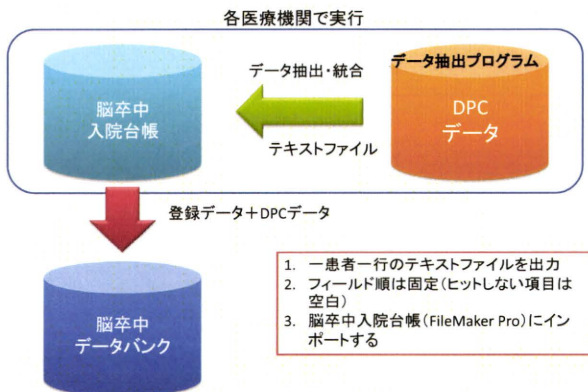 各医療機関で実行
データ抽出プログラム
データ抽出・統合
脳卒中
入院台帳
DPC
データ
テキストファイル
登録データ＋DPCデータ
1. 一患者一行のテキストファイルを出力
2. フィールド順は固定(ヒットしない項目は
空白)
3. 脳卒中入院台帳(FileMaker Pro)にイン
ポートする
脳卒中
データバンク